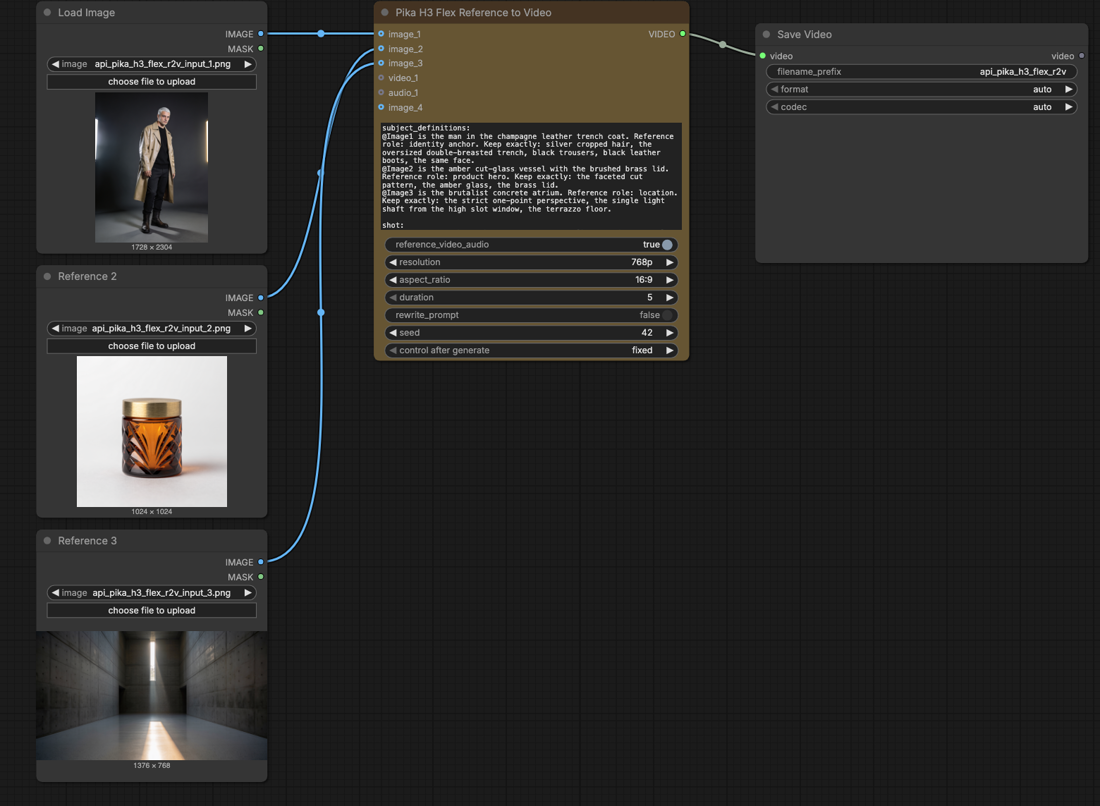 Load Image
IMAGE
MASK
image api_pika_h3_flex_r2v_input_1.png
choose file to upload
1728 × 2304
Reference 2
IMAGE
MASK
image api_pika_h3_flex_r2v_input_2.png
choose file to upload
1024 × 1024
Reference 3
IMAGE
MASK
image api_pika_h3_flex_r2v_input_3.png
choose file to upload
1376 × 768
Pika H3 Flex Reference to Video
image_1 VIDEO
image_2
image_3
video_1
audio_1
image_4
subject_definitions:
@Image1 is the man in the champagne leather trench coat. Reference
role: identity anchor. Keep exactly: silver cropped hair, the
oversized double-breasted trench, black trousers, black leather
boots, the same face.
@Image2 is the amber cut-glass vessel with the brushed brass lid.
Reference role: product hero. Keep exactly: the faceted cut
pattern, the amber glass, the brass lid.
@Image3 is the brutalist concrete atrium. Reference role: location.
Keep exactly: the strict one-point perspective, the single light
shaft from the high slot window, the terrazzo floor.
shot:
reference_video_audio true
resolution 768p
aspect_ratio 16:9
duration 5
rewrite_prompt false
seed 42
control after generate fixed
Save Video
video video
filename_prefix api_pika_h3_flex_r2v
format auto
codec auto